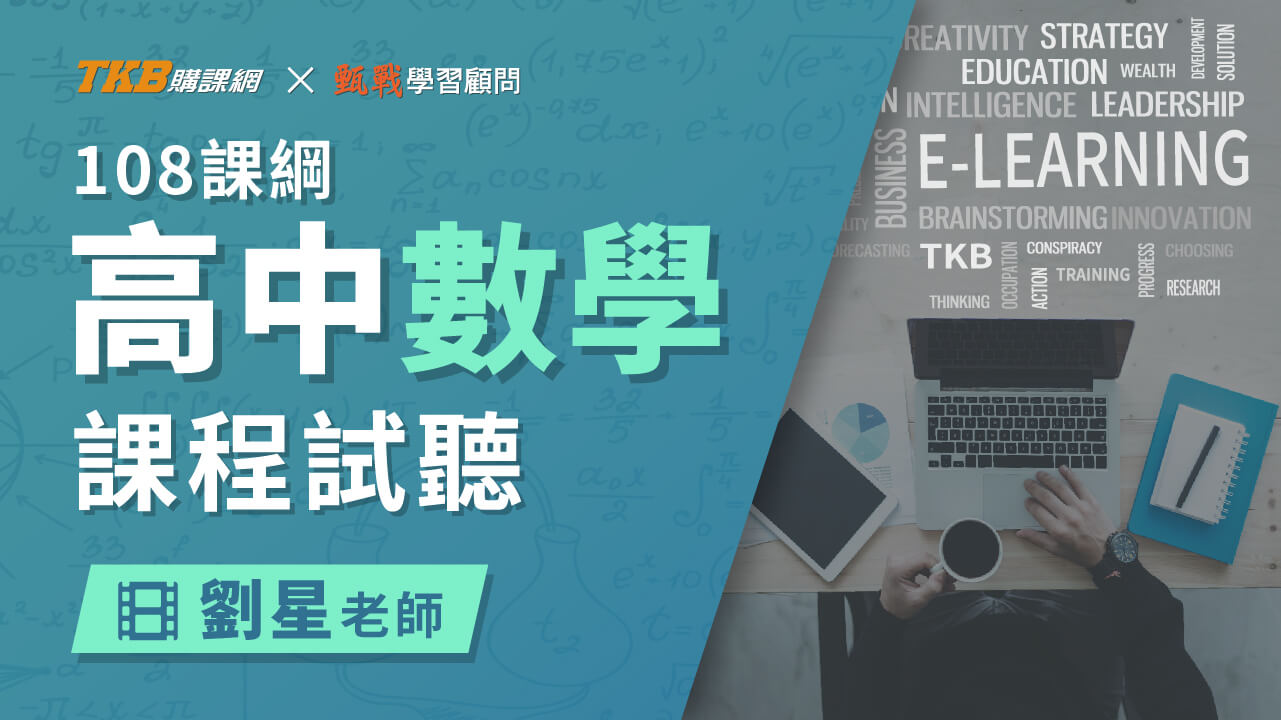 TKB購課網 × 甄戰學習顧問
108課綱
高中數學
課程試聽
劉星老師
REATIVITY STRATEGY
DEVELOPMENT
SOLUTION
EDUCATION WEALTH
N INTELLIGENCE LEADERSHIP
BUSINESS
E-LEARNING
BRAINSTORMING INNOVATION
LITY
ORECASTING TKB
OCCUPATION
CONSPIRACY
PROGRESS
CHOOSING
ACTION
TRAINING
RESEARCH
THINKING